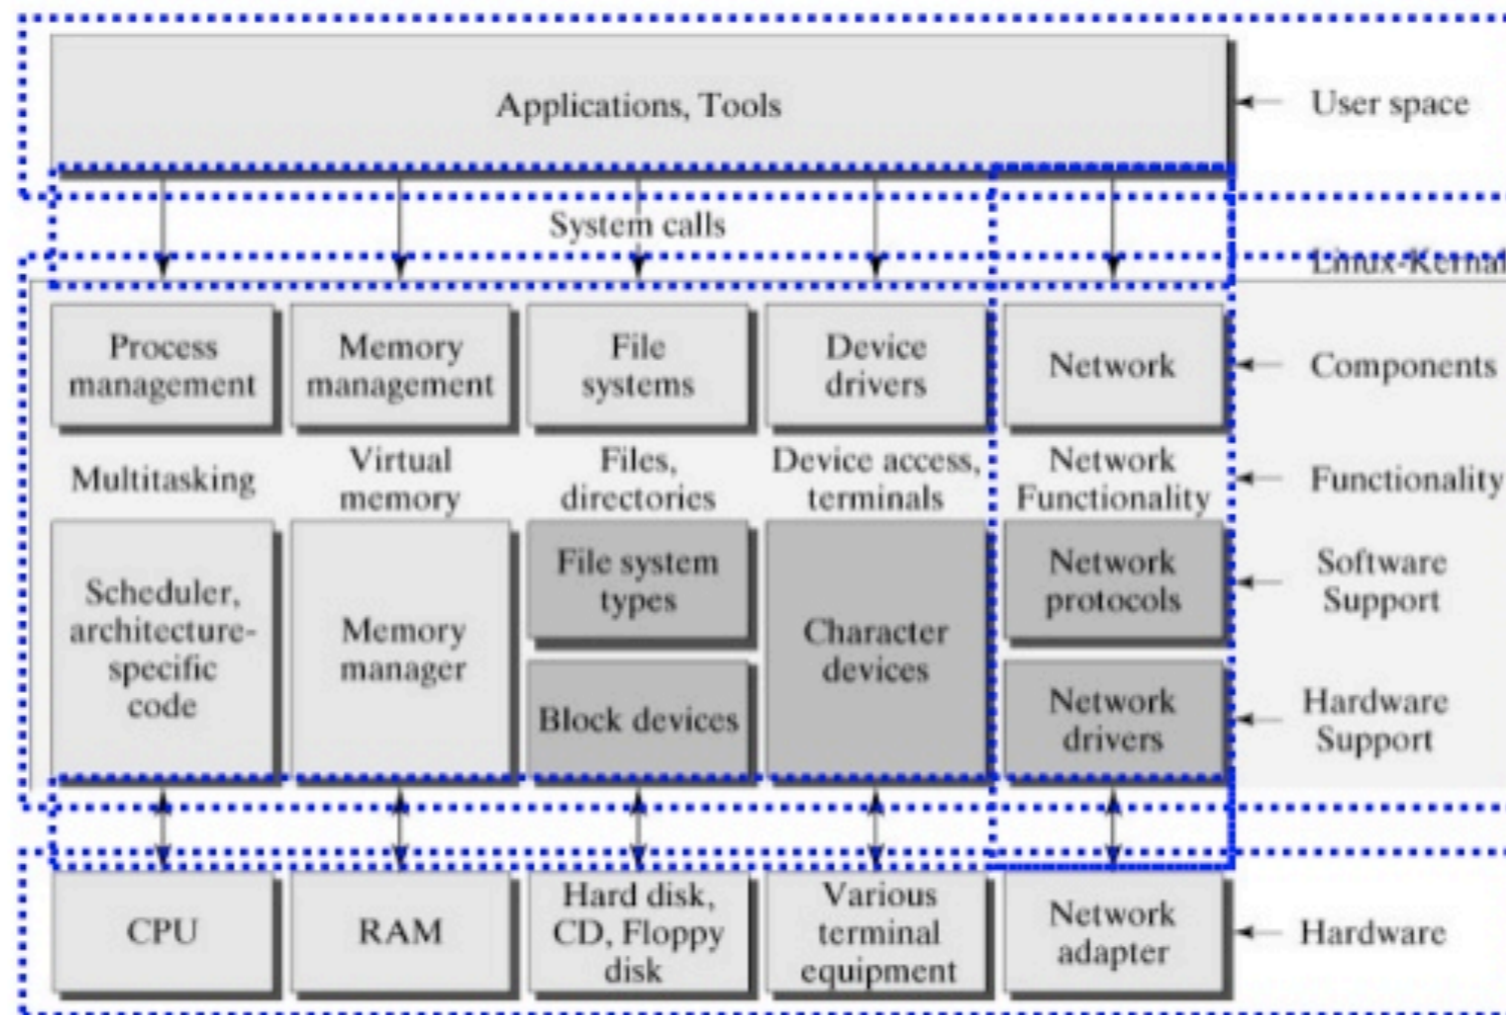 Applications, Tools
User space
System calls
Linux-Kernal
Process
management
Memory
management
File
systems
Device
drivers
Network
Components
Multitasking
Virtual
memory
Files,
directories
Device access,
terminals
Network
Functionality
Functionality
Scheduler,
architecture-
specific
code
Memory
manager
File system
types
Block devices
Character
devices
Network
protocols
Network
drivers
Software
Support
Hardware
Support
CPU
RAM
Hard disk,
CD, Floppy
disk
Various
terminal
equipment
Network
adapter
Hardware